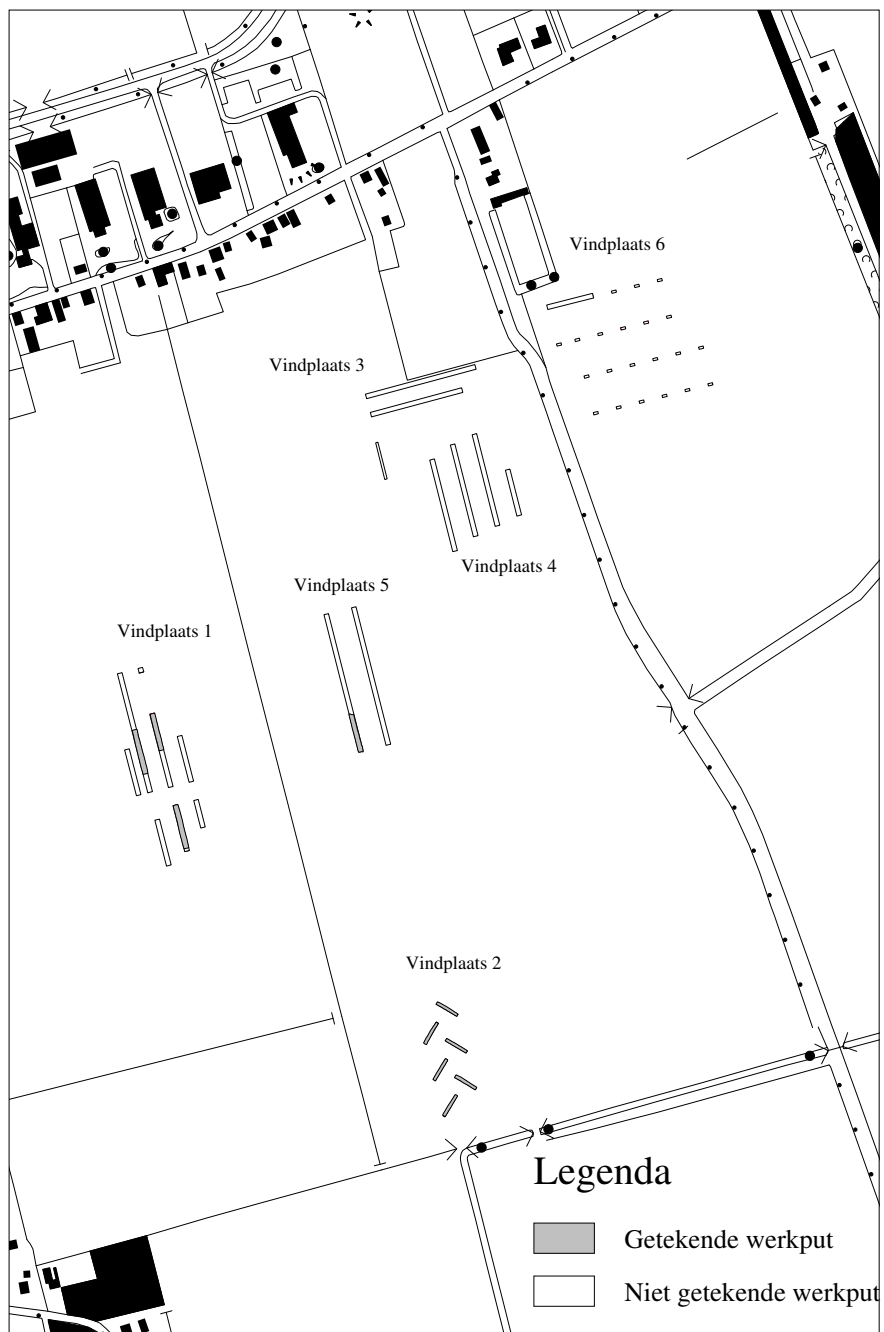 Vindplaats 6
Vindplaats 3
Vindplaats 4
Vindplaats 5
Vindplaats 1
Vindplaats 2
Legenda
Getekende werkput
Niet getekende werkput